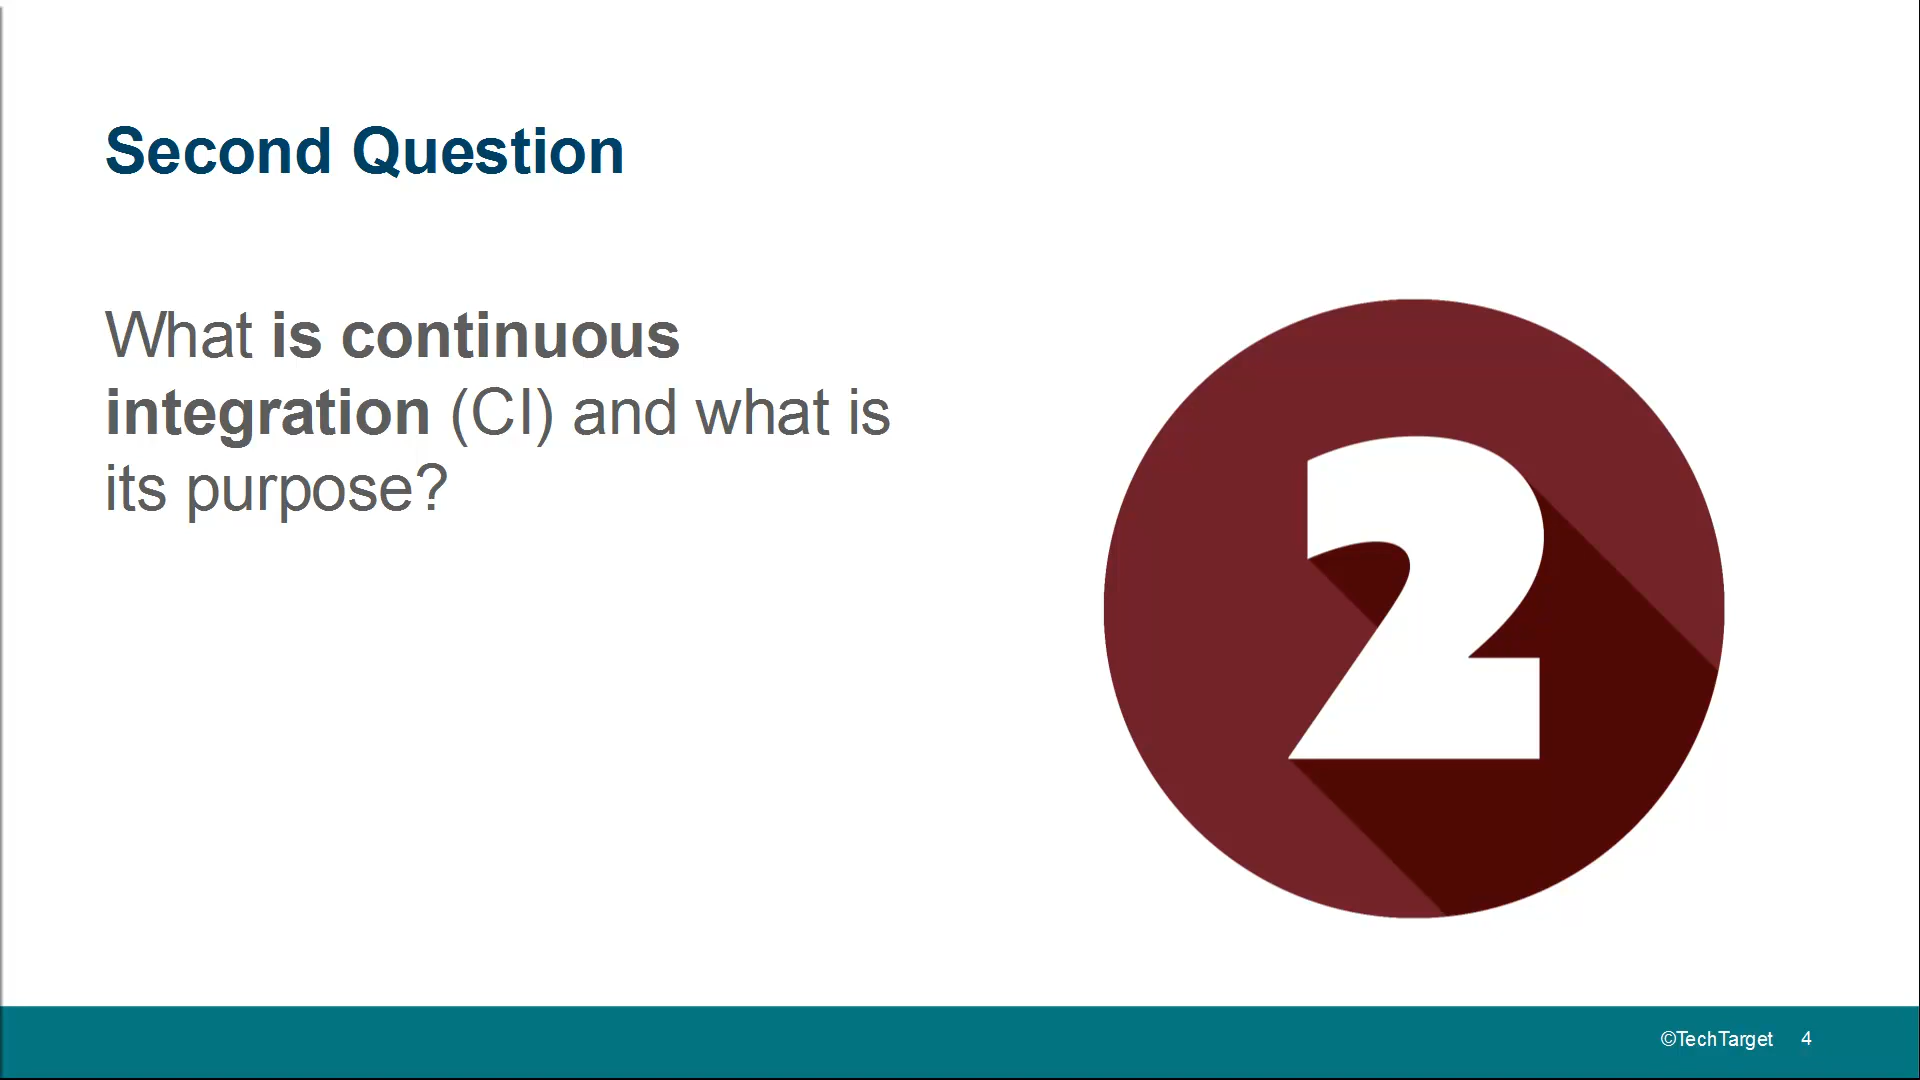 Second Question
What is continuous
integration (CI) and what is
its purpose?
2
©TechTarget 4